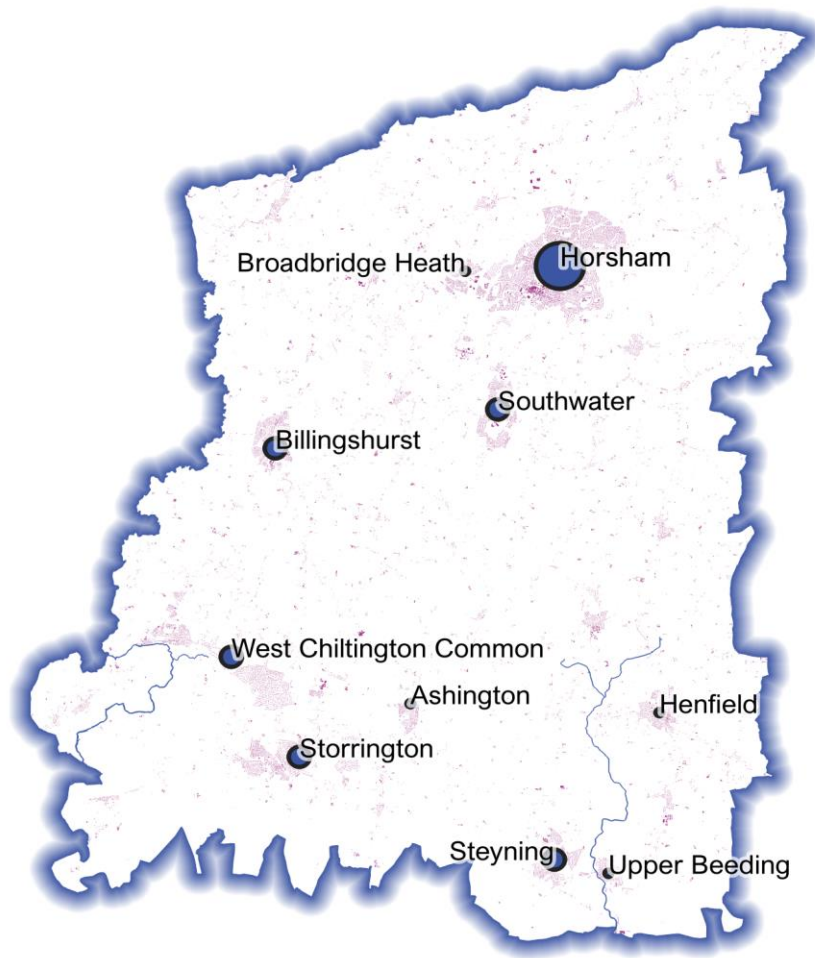 Horsham
Broadbridge Heath
Southwater
Billingshurst
West Chiltington Common
Ashington
Henfield
Storrington
Steyning
Upper Beeding